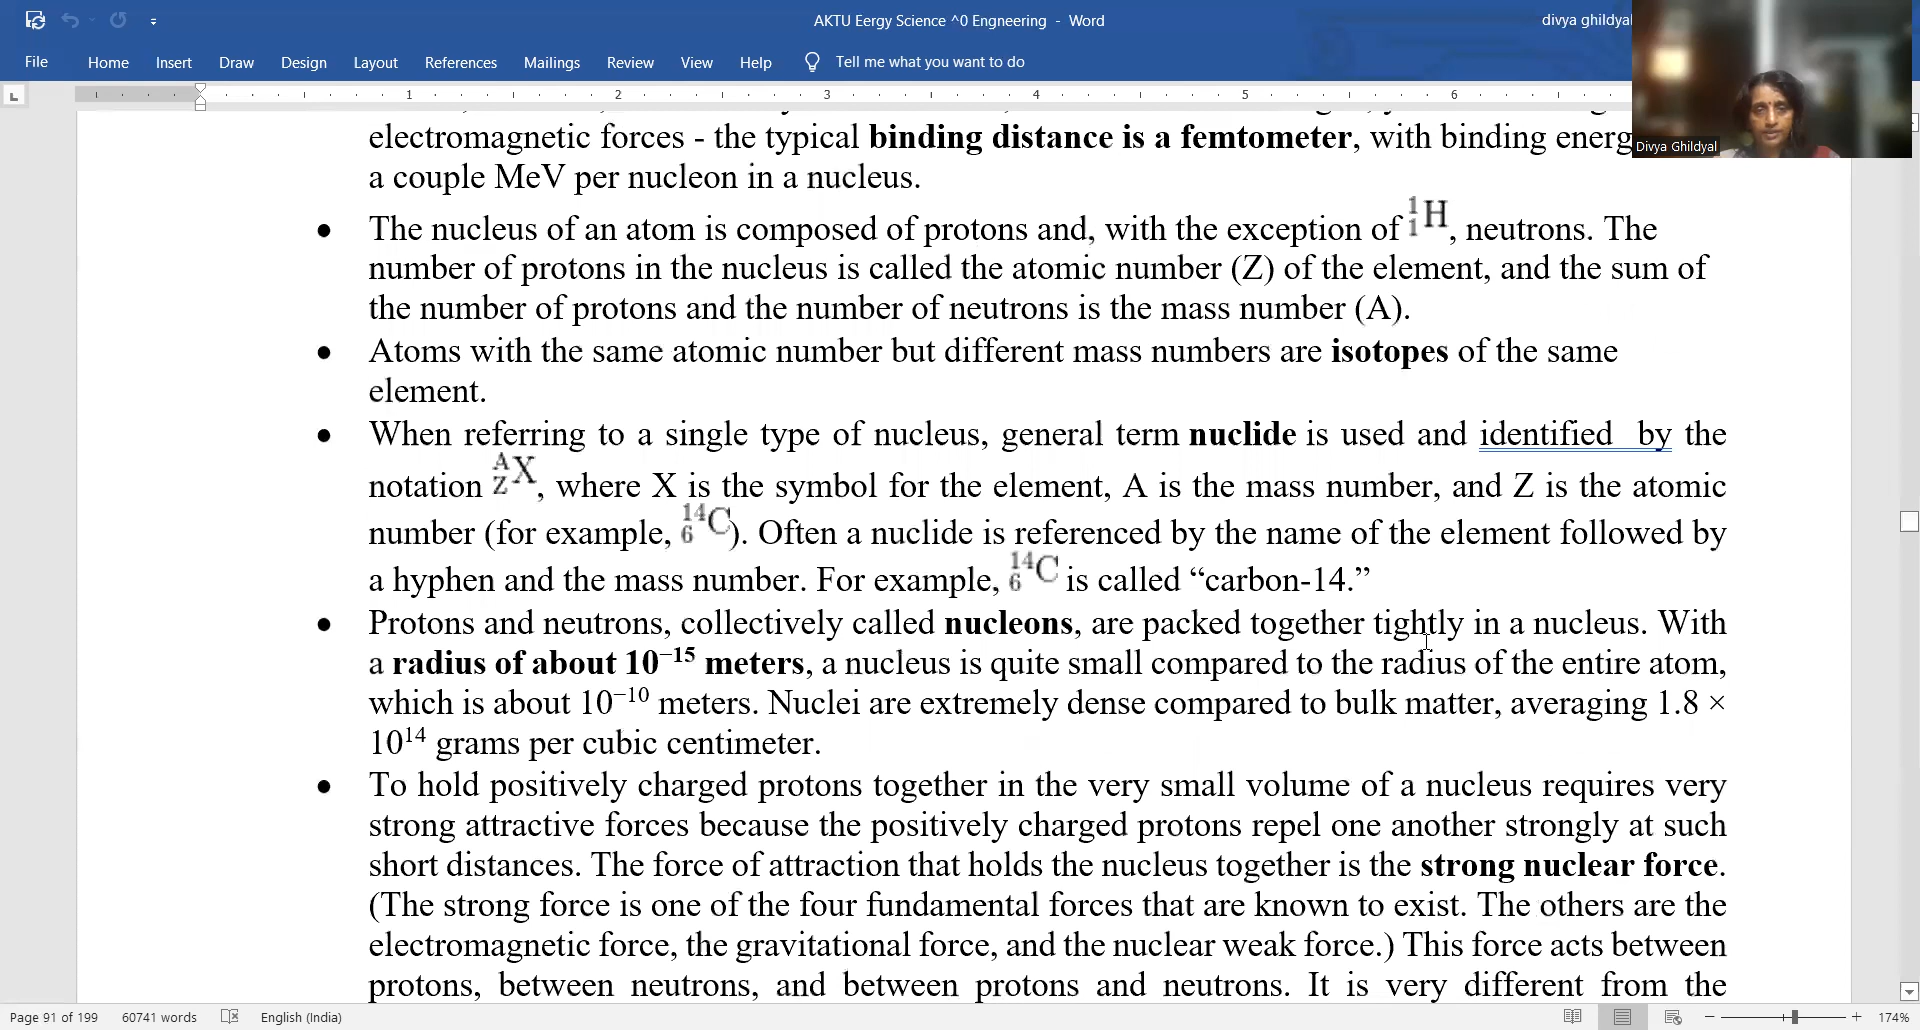 AKTU Eergy Science ^0 Engneering - Word
divya ghildyal
File Home Insert Draw Design Layout References Mailings Review View Help Tell me what you want to do
1 2 3 4 5 6
electromagnetic forces - the typical binding distance is a femtometer, with binding energ
a couple MeV per nucleon in a nucleus.
Divya Ghildyal
● The nucleus of an atom is composed of protons and, with the exception of ¹₁H, neutrons. The
number of protons in the nucleus is called the atomic number (Z) of the element, and the sum of
the number of protons and the number of neutrons is the mass number (A).
● Atoms with the same atomic number but different mass numbers are isotopes of the same
element.
● When referring to a single type of nucleus, general term nuclide is used and identified by the
notation ᴬ_ZX, where X is the symbol for the element, A is the mass number, and Z is the atomic
number (for example, ¹⁴₆C). Often a nuclide is referenced by the name of the element followed by
a hyphen and the mass number. For example, ¹⁴₆C is called “carbon-14.”
● Protons and neutrons, collectively called nucleons, are packed together tightly in a nucleus. With
a radius of about 10⁻¹⁵ meters, a nucleus is quite small compared to the radius of the entire atom,
which is about 10⁻¹⁰ meters. Nuclei are extremely dense compared to bulk matter, averaging 1.8 ×
10¹⁴ grams per cubic centimeter.
● To hold positively charged protons together in the very small volume of a nucleus requires very
strong attractive forces because the positively charged protons repel one another strongly at such
short distances. The force of attraction that holds the nucleus together is the strong nuclear force.
(The strong force is one of the four fundamental forces that are known to exist. The others are the
electromagnetic force, the gravitational force, and the nuclear weak force.) This force acts between
protons, between neutrons, and between protons and neutrons. It is very different from the
Page 91 of 199 60741 words English (India) 174%